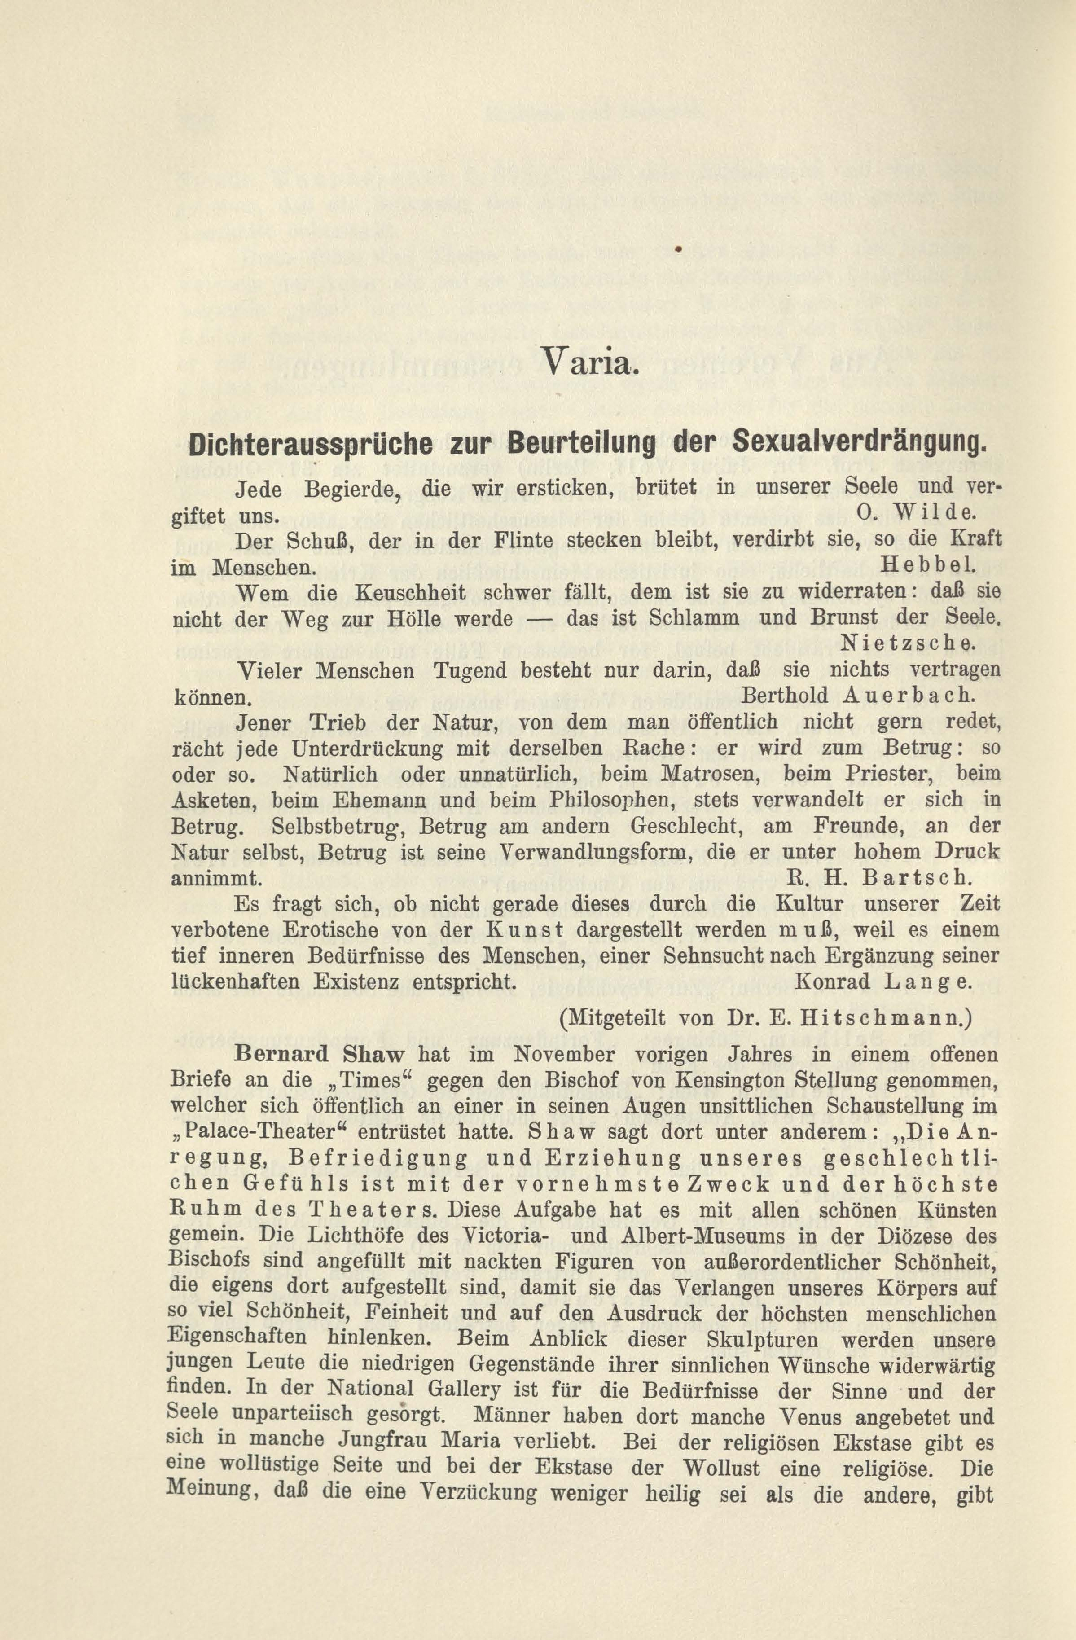 Varia.
Dichteraussprüche zur Beurteilung der Sexualverdrängung.
Jede Begierde, die wir ersticken, brütet in unserer Seele und ver-
giftet uns. O. Wilde.
Der Schuß, der in der Flinte stecken bleibt, verdirbt sie, so die Kraft
im Menschen. Hebbel.
Wem die Keuschheit schwer fällt, dem ist sie zu widerraten: daß sie
nicht der Weg zur Hölle werde — das ist Schlamm und Brunst der Seele.
Nietzsche.
Vieler Menschen Tugend besteht nur darin, daß sie nichts vertragen
können. Berthold Auerbach.
Jener Trieb der Natur, von dem man öffentlich nicht gern redet,
rächt jede Unterdrückung mit derselben Rache: er wird zum Betrug: so
oder so. Natürlich oder unnatürlich, beim Matrosen, beim Priester, beim
Asketen, beim Ehemann und beim Philosophen, stets verwandelt er sich in
Betrug. Selbstbetrug, Betrug am andern Geschlecht, am Freunde, an der
Natur selbst, Betrug ist seine Verwandlungsform, die er unter hohem Druck
annimmt. R. H. Bartsch.
Es fragt sich, ob nicht gerade dieses durch die Kultur unserer Zeit
verbotene Erotische von der Kunst dargestellt werden muß, weil es einem
tief inneren Bedürfnisse des Menschen, einer Sehnsucht nach Ergänzung seiner
lückenhaften Existenz entspricht. Konrad Lange.
(Mitgeteilt von Dr. E. Hitschmann.)
Bernard Shaw hat im November vorigen Jahres in einem offenen
Briefe an die „Times“ gegen den Bischof von Kensington Stellung genommen,
welcher sich öffentlich an einer in seinen Augen unsittlichen Schaustellung im
„Palace-Theater“ entrüstet hatte. Shaw sagt dort unter anderem: ,,Die An-
regung, Befriedigung und Erziehung unseres geschlechtli-
chen Gefühls ist mit der vornehmste Zweck und der höchste
Ruhm des Theaters. Diese Aufgabe hat es mit allen schönen Künsten
gemein. Die Lichthöfe des Victoria- und Albert-Museums in der Diözese des
Bischofs sind angefüllt mit nackten Figuren von außerordentlicher Schönheit,
die eigens dort aufgestellt sind, damit sie das Verlangen unseres Körpers auf
so viel Schönheit, Feinheit und auf den Ausdruck der höchsten menschlichen
Eigenschaften hinlenken. Beim Anblick dieser Skulpturen werden unsere
jungen Leute die niedrigen Gegenstände ihrer sinnlichen Wünsche widerwärtig
finden. In der National Gallery ist für die Bedürfnisse der Sinne und der
Seele unparteiisch gesorgt. Männer haben dort manche Venus angebetet und
sich in manche Jungfrau Maria verliebt. Bei der religiösen Ekstase gibt es
eine wollüstige Seite und bei der Ekstase der Wollust eine religiöse. Die
Meinung, daß die eine Verzückung weniger heilig sei als die andere, gibt